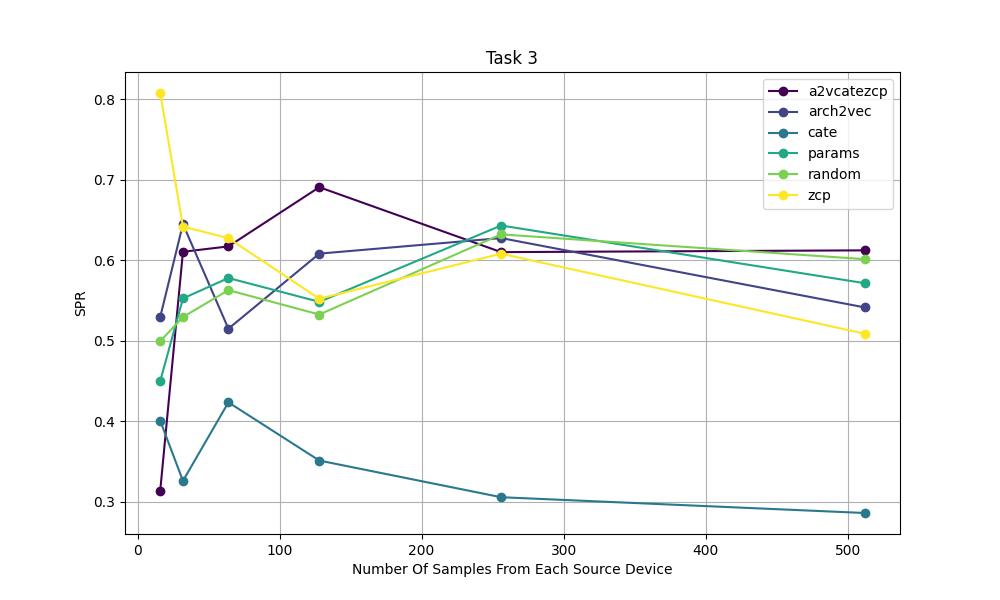 Task 3
SPR
0.8
0.7
0.6
0.5
0.4
0.3
a2vcatezcp
arch2vec
cate
params
random
zcp
0 100 200 300 400 500
Number Of Samples From Each Source Device